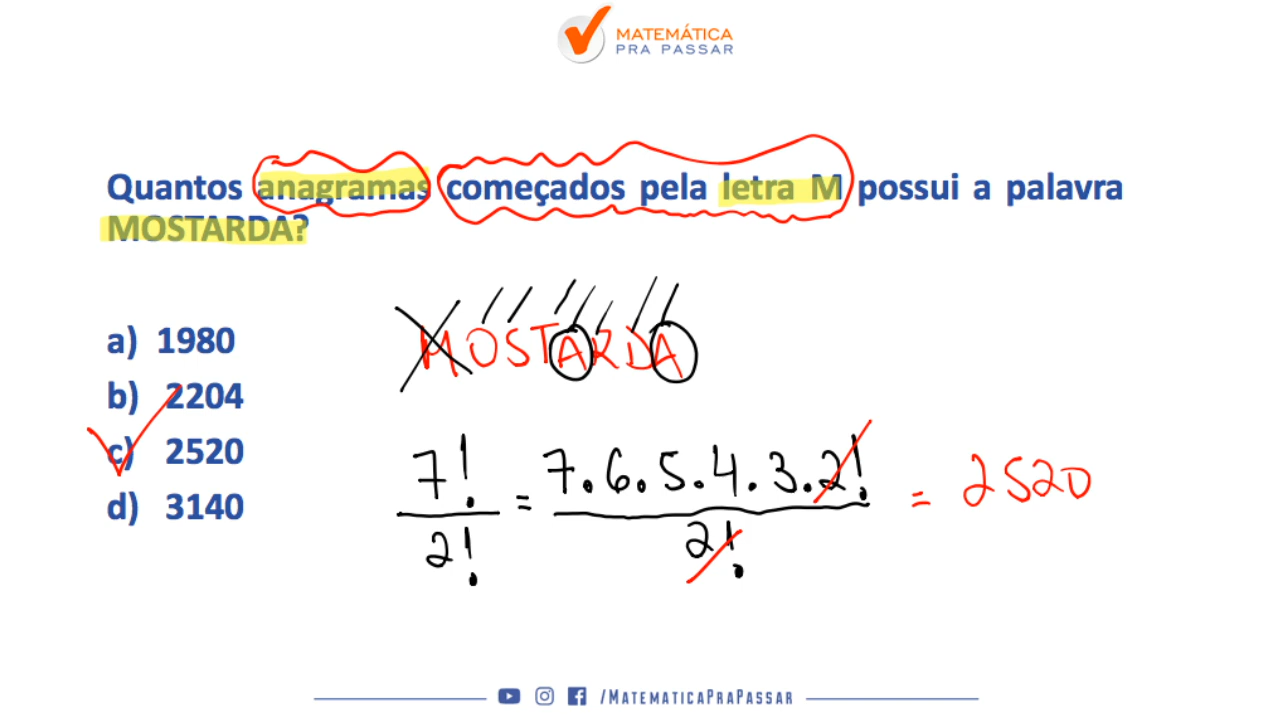 MATEMÁTICA
PRA PASSAR
Quantos anagramas começados pela letra M possui a palavra
MOSTARDA?
a) 1980
b) 2204
c) 2520
d) 3140
MOSTARDA
7!/2! = 7.6.5.4.3.2!/2! = 2520
/MATEMATICAPRAPASSAR